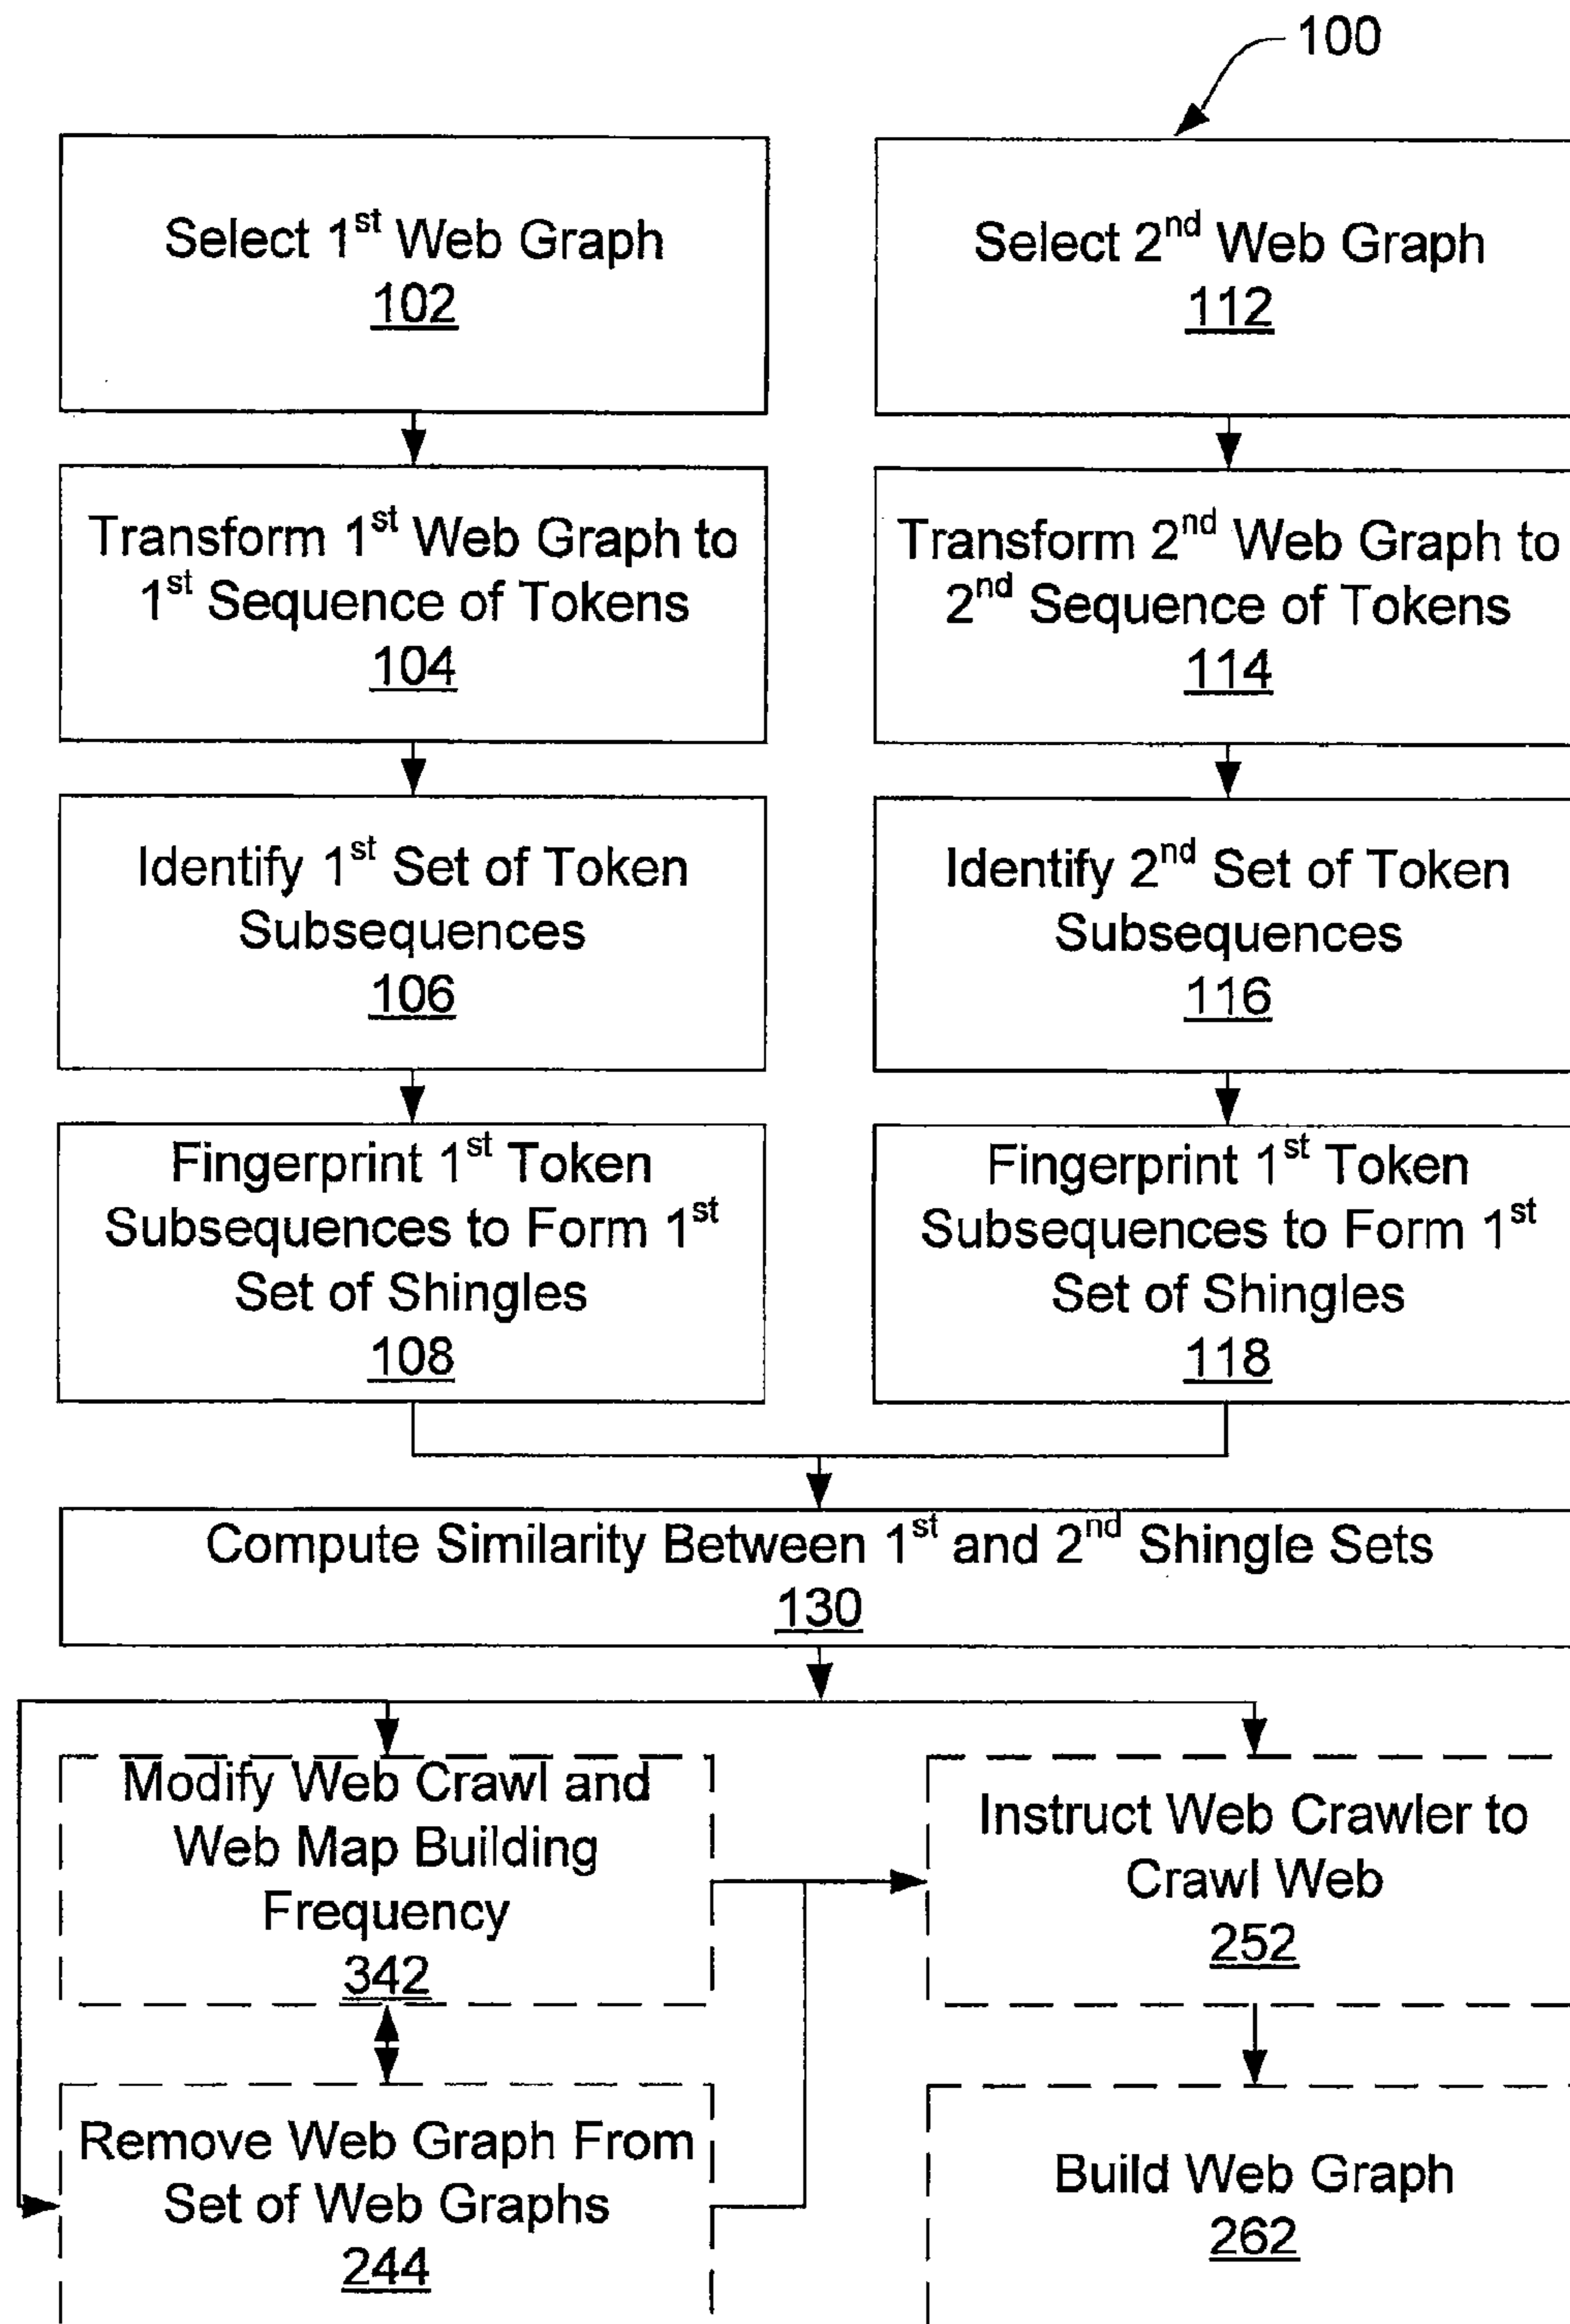 100
Select 1st Web Graph
102
Select 2nd Web Graph
112
Transform 1st Web Graph to
1st Sequence of Tokens
104
Transform 2nd Web Graph to
2nd Sequence of Tokens
114
Identify 1st Set of Token
Subsequences
106
Identify 2nd Set of Token
Subsequences
116
Fingerprint 1st Token
Subsequences to Form 1st
Set of Shingles
108
Fingerprint 1st Token
Subsequences to Form 1st
Set of Shingles
118
Compute Similarity Between 1st and 2nd Shingle Sets
130
Modify Web Crawl and
Web Map Building
Frequency
342
Instruct Web Crawler to
Crawl Web
252
Remove Web Graph From
Set of Web Graphs
244
Build Web Graph
262